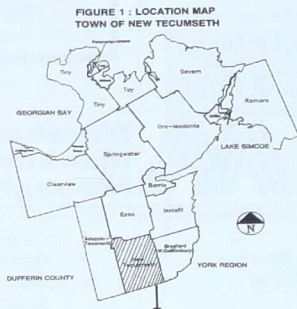 FIGURE 1 : LOCATION MAP
TOWN OF NEW TECUMSETH
Tiny
Severn
Tay
Tiny
Ramara
GEORGIAN BAY
Oro-Medonte
Springwater
LAKE SIMCOE
Clearview
Barrie
Essa
Innisfil
N
Adjala-
Tosorontio
New
Tecumseth
Bradford
W. Gwillimbury
DUFFERIN COUNTY
YORK REGION